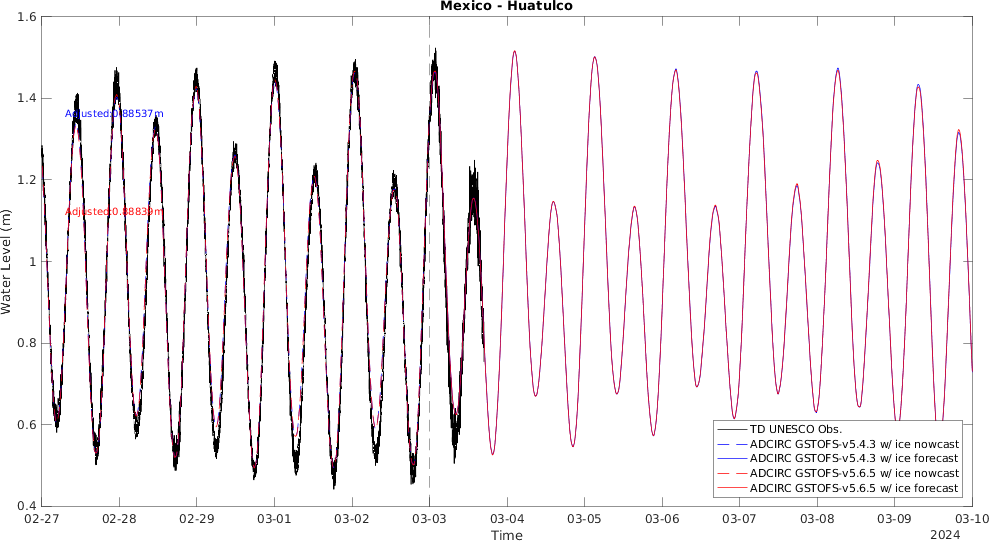 Mexico - Huatulco
1.6
1.4
1.2
1
0.8
0.6
0.4
Water Level (m)
Adjusted:0.88537m
Adjusted:0.88839m
TD UNESCO Obs.
ADCIRC GSTOFS-v5.4.3 w/ ice nowcast
ADCIRC GSTOFS-v5.4.3 w/ ice forecast
ADCIRC GSTOFS-v5.6.5 w/ ice nowcast
ADCIRC GSTOFS-v5.6.5 w/ ice forecast
02-27 02-28 02-29 03-01 03-02 03-03 03-04 03-05 03-06 03-07 03-08 03-09 03-10
Time
2024